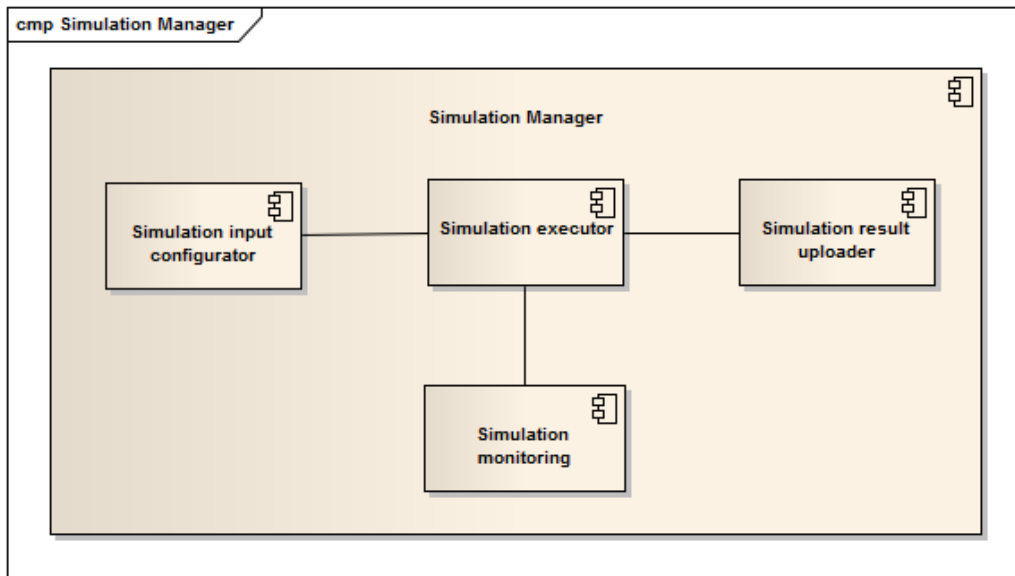 cmp Simulation Manager
Simulation Manager
Simulation input
configurator
Simulation executor
Simulation result
uploader
Simulation
monitoring